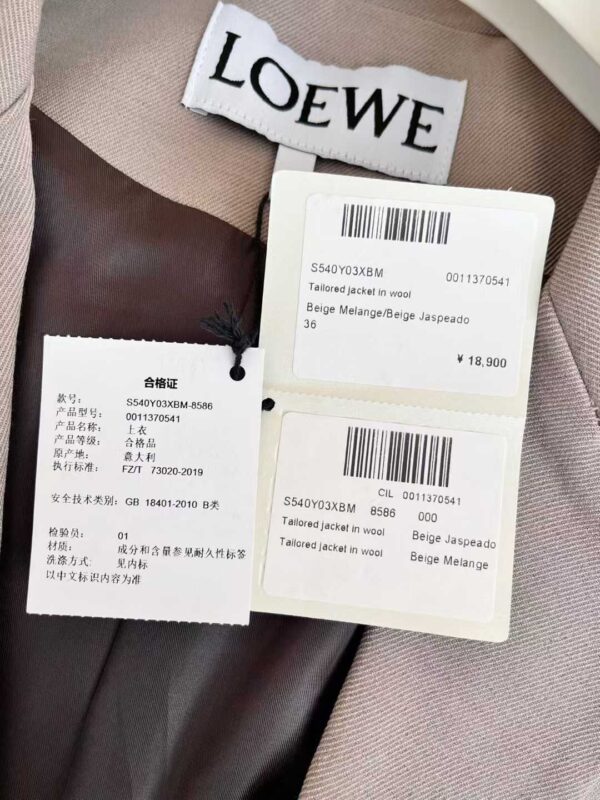 LOEWE
S540Y03XBM 0011370541
Tailored jacket in wool
Beige Melange/Beige Jaspeado
36
¥ 18,900
合格证
款号: S540Y03XBM-8586
产品型号: 0011370541
产品名称: 上衣
产品等级: 合格品
原产地: 意大利
执行标准: FZ/T 73020-2019
安全技术类别: GB 18401-2010 B类
检验员: 01
材质: 成分和含量参见耐久性标签
洗涤方式: 见内标
以中文标识内容为准
CIL 0011370541
S540Y03XBM 8586 000
Tailored jacket in wool Beige Jaspeado
Tailored jacket in wool Beige Melange